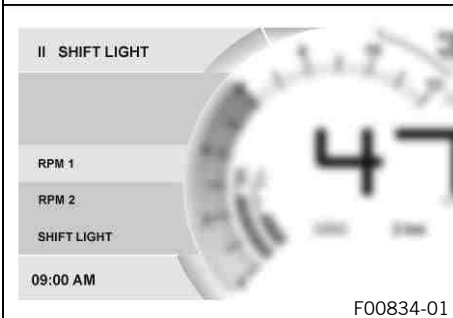 II SHIFT LIGHT
RPM 1
RPM 2
SHIFT LIGHT
09:00 AM
47
F00834-01